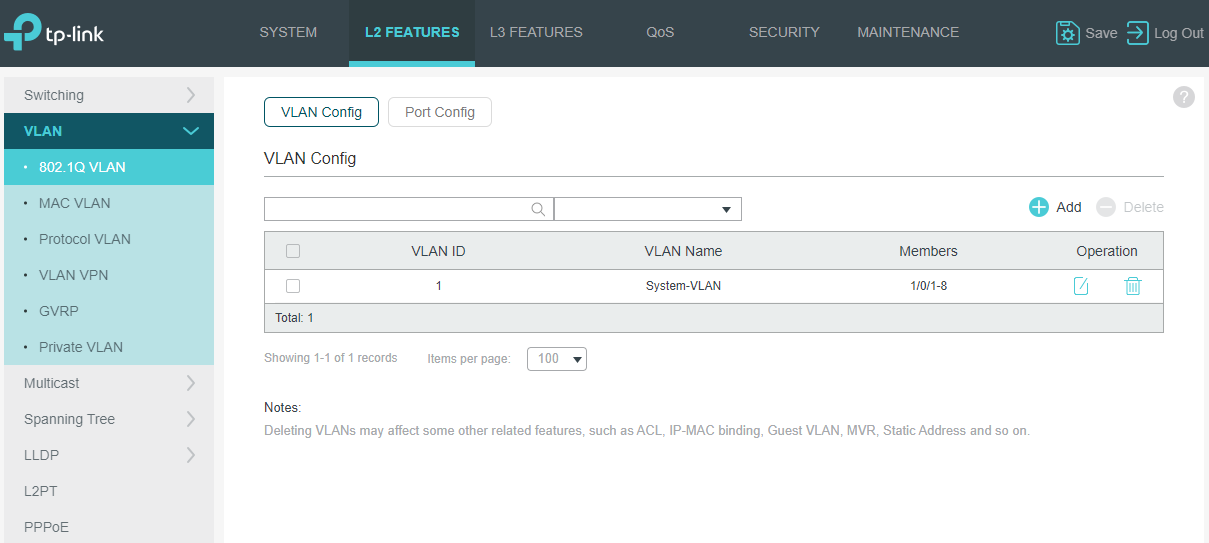 tp-link
SYSTEM L2 FEATURES L3 FEATURES QoS SECURITY MAINTENANCE Save Log Out
Switching
VLAN
802.1Q VLAN
MAC VLAN
Protocol VLAN
VLAN VPN
GVRP
Private VLAN
Multicast
Spanning Tree
LLDP
L2PT
PPPoE
VLAN Config Port Config
?
VLAN Config
Add Delete
VLAN ID VLAN Name Members Operation
1 System-VLAN 1/0/1-8
Total: 1
Showing 1-1 of 1 records Items per page: 100
Notes:
Deleting VLANs may affect some other related features, such as ACL, IP-MAC binding, Guest VLAN, MVR, Static Address and so on.